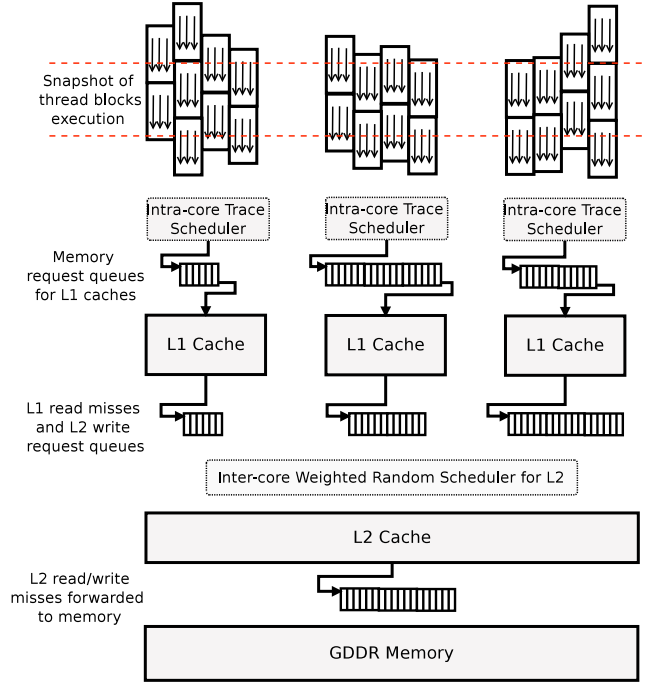 Snapshot of
thread blocks
execution
Intra-core Trace
Scheduler
Intra-core Trace
Scheduler
Intra-core Trace
Scheduler
Memory
request queues
for L1 caches
L1 Cache
L1 Cache
L1 Cache
L1 read misses
and L2 write
request queues
Inter-core Weighted Random Scheduler for L2
L2 Cache
L2 read/write
misses forwarded
to memory
GDDR Memory